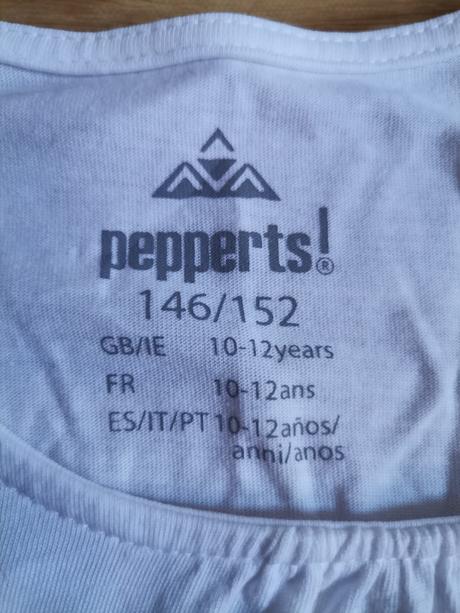 pepperts!®
146/152
GB/IE 10-12years
FR 10-12ans
ES/IT/PT 10-12años/
anni/anos